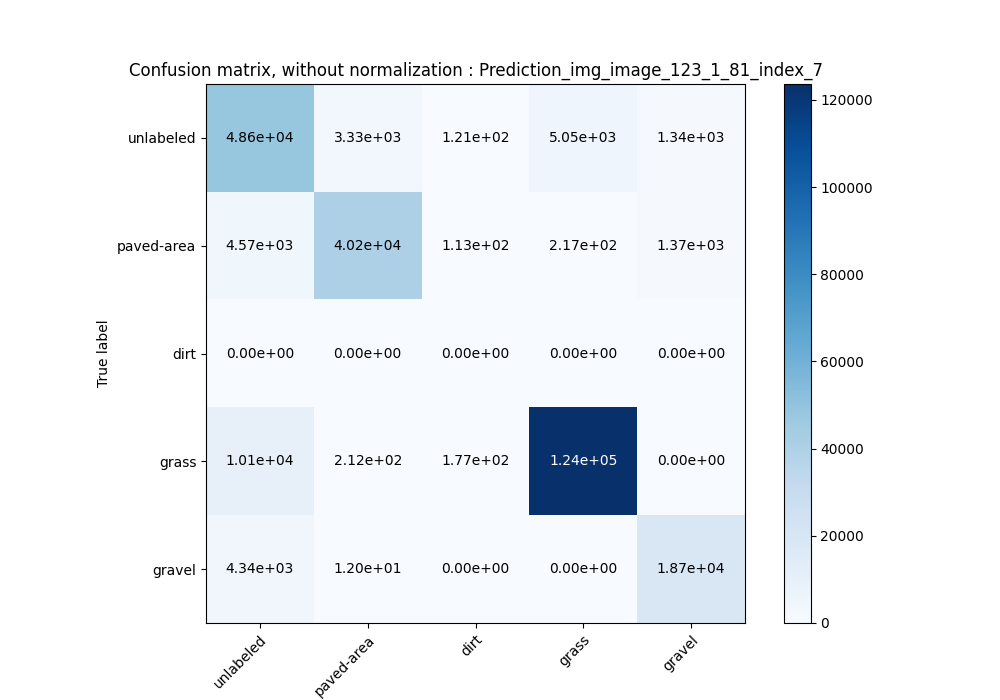 Confusion matrix, without normalization : Prediction_img_image_123_1_81_index_7
True label
unlabeled 4.86e+04 3.33e+03 1.21e+02 5.05e+03 1.34e+03
paved-area 4.57e+03 4.02e+04 1.13e+02 2.17e+02 1.37e+03
dirt 0.00e+00 0.00e+00 0.00e+00 0.00e+00 0.00e+00
grass 1.01e+04 2.12e+02 1.77e+02 1.24e+05 0.00e+00
gravel 4.34e+03 1.20e+01 0.00e+00 0.00e+00 1.87e+04
unlabeled paved-area dirt grass gravel
120000
100000
80000
60000
40000
20000
0